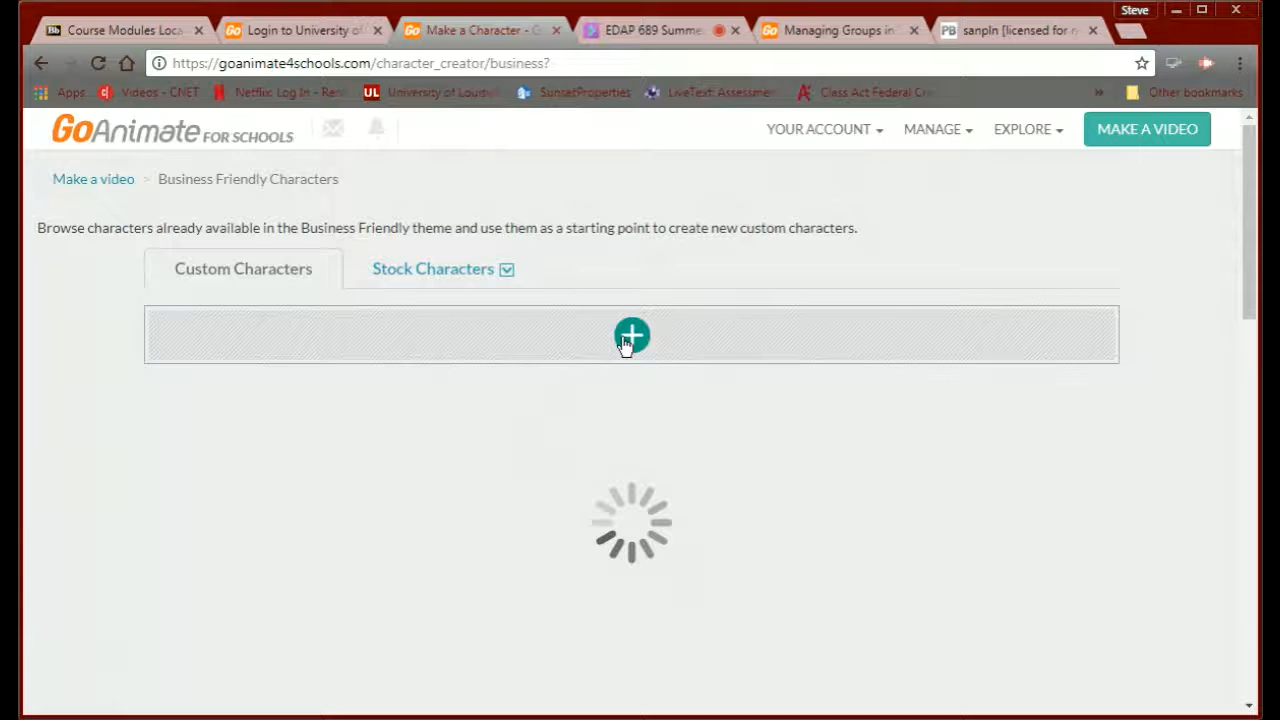 Steve
Course Modules Loca
Login to University of
Make a Character - G
EDAP 689 Summe
Managing Groups in
PB sanpln [licensed for
https://goanimate4schools.com/character_creator/business?
Apps
Videos - CNET
Netflix: Log In - Ren
UL University of Louisv
SunsetProperties
LiveText: Assessmen
Class Act Federal Cr
»
Other bookmarks
GoAnimate FOR SCHOOLS
YOUR ACCOUNT
MANAGE
EXPLORE
MAKE A VIDEO
Make a video > Business Friendly Characters
Browse characters already available in the Business Friendly theme and use them as a starting point to create new custom characters.
Custom Characters
Stock Characters